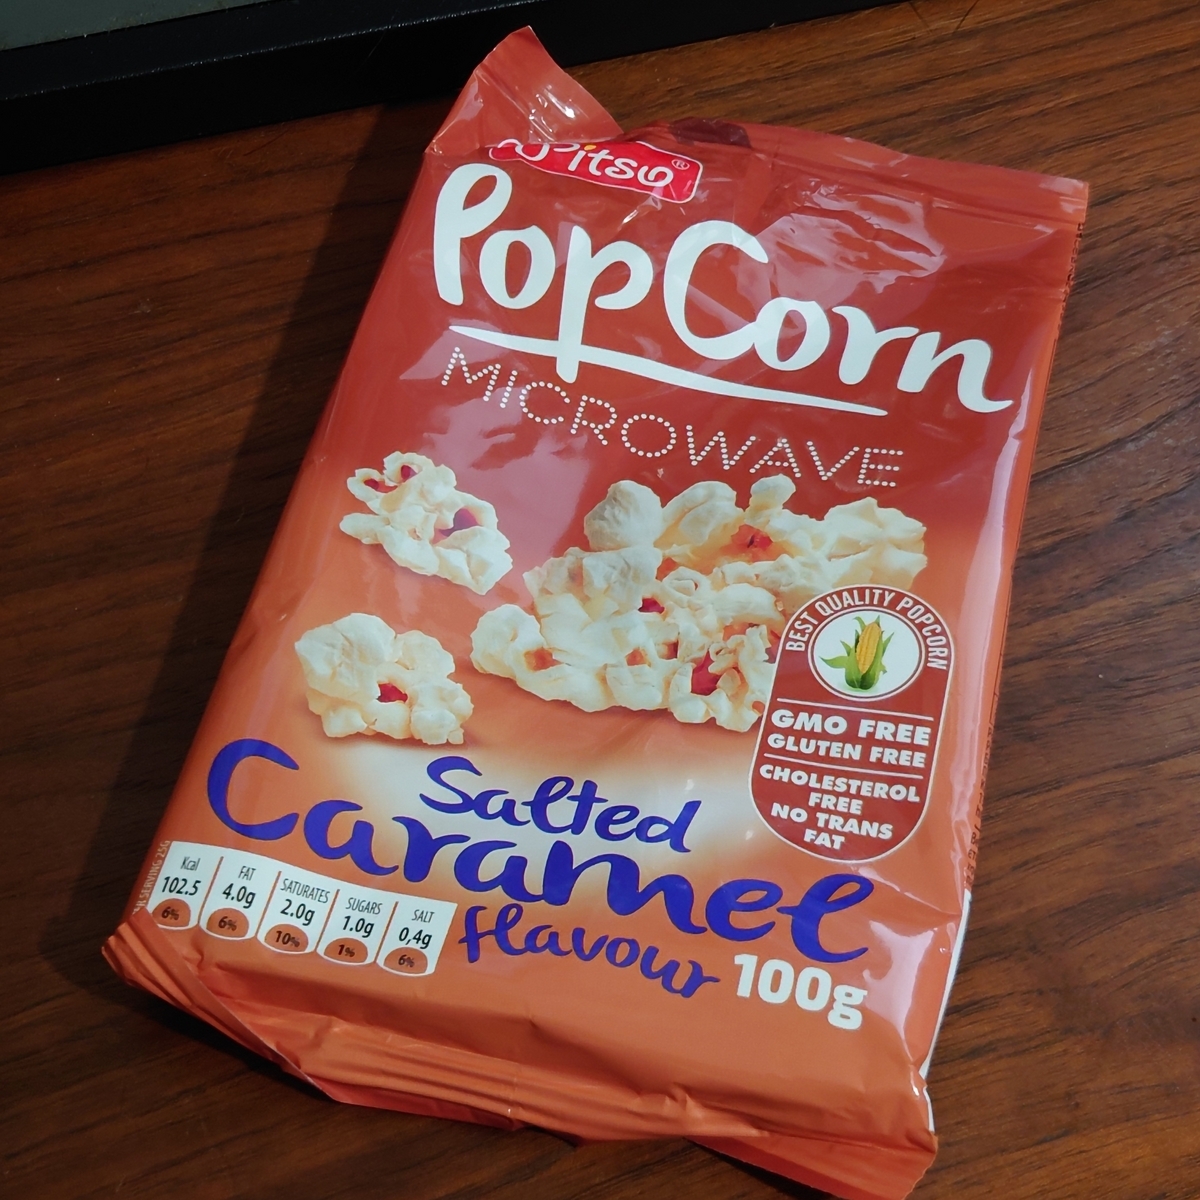 PopCorn
MICROWAVE
BEST QUALITY POPCORN
GMO FREE
GLUTEN FREE
CHOLESTEROL
FREE
NO TRANS
FAT
Salted
Caramel
flavour
100g
SERVING 25G
Kcal
102.5
6%
FAT
4.0g
6%
SATURATES
2.0g
10%
SUGARS
1.0g
1%
SALT
0,4g
6%